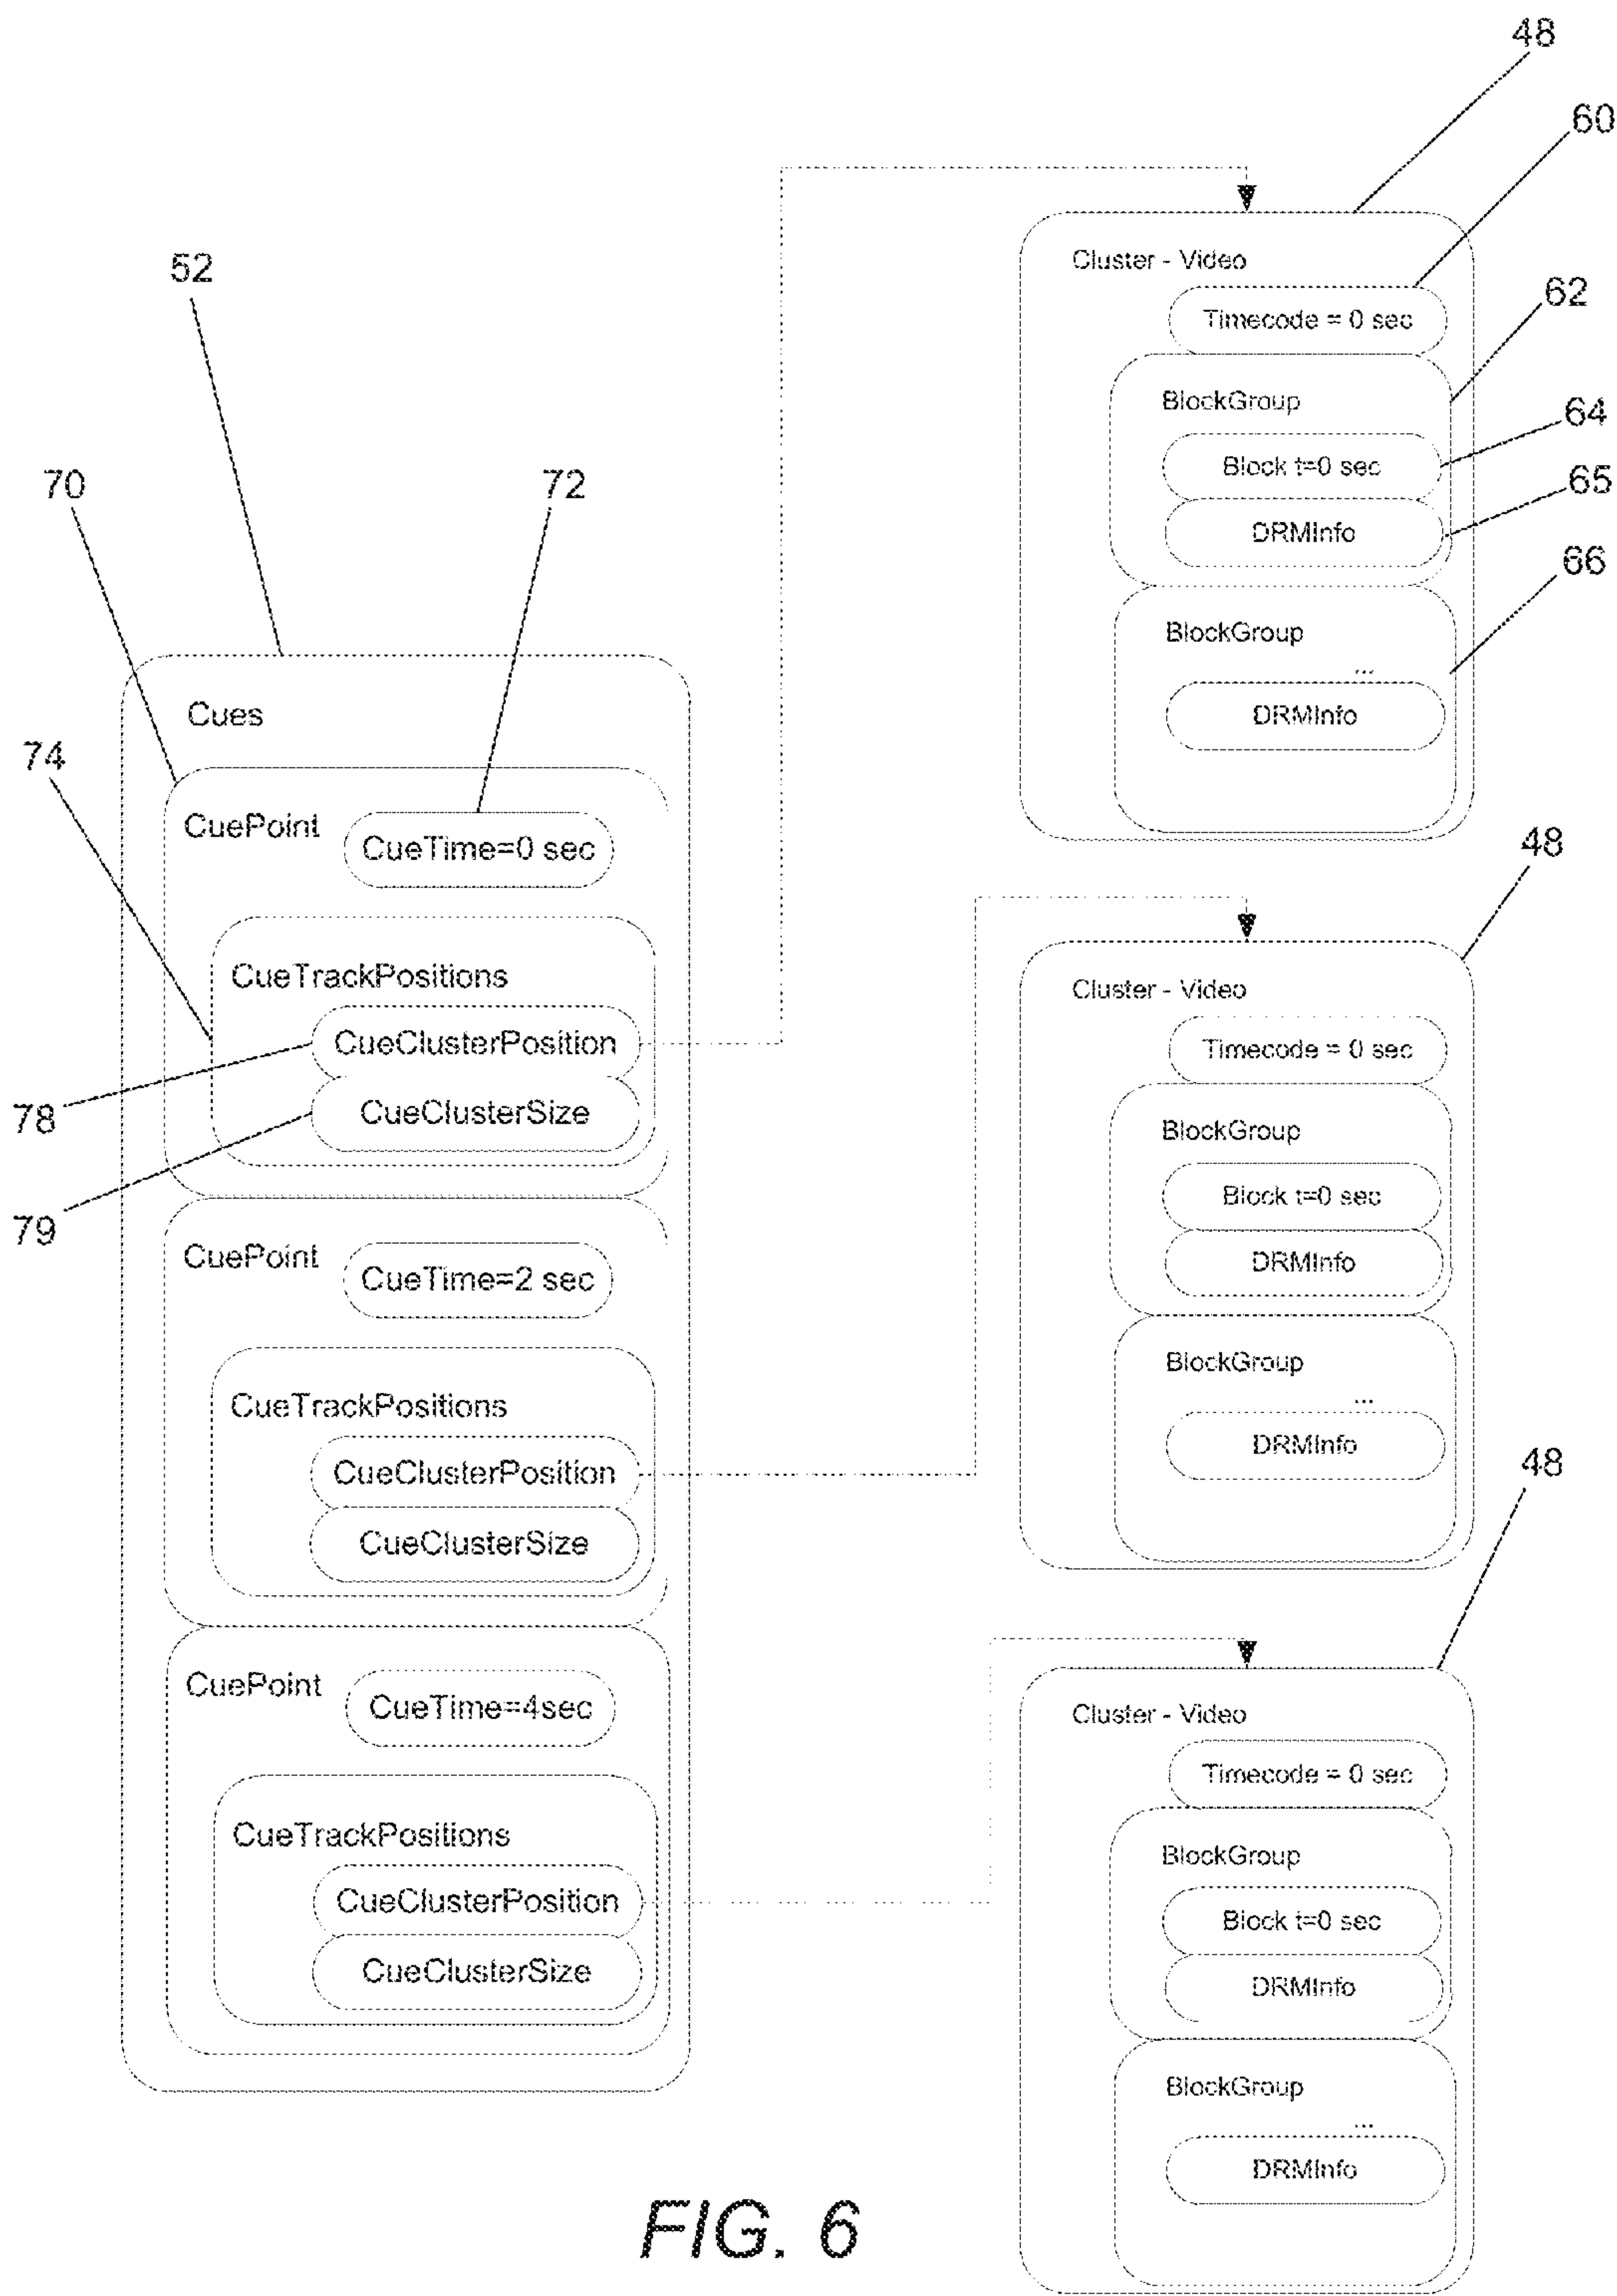 48
60
Cluster - Video
52
Timecode = 0 sec
62
BlockGroup
64
Block t=0 sec
65
DRMInfo
70
72
66
BlockGroup
...
DRMInfo
Cues
74
CuePoint
CueTime=0 sec
CueTrackPositions
CueClusterPosition
78
CueClusterSize
79
48
Cluster - Video
Timecode = 0 sec
BlockGroup
Block t=0 sec
DRMInfo
BlockGroup
...
DRMInfo
CuePoint
CueTime=2 sec
CueTrackPositions
CueClusterPosition
CueClusterSize
48
Cluster - Video
Timecode = 0 sec
BlockGroup
Block t=0 sec
DRMInfo
BlockGroup
...
DRMInfo
CuePoint
CueTime=4sec
CueTrackPositions
CueClusterPosition
CueClusterSize
FIG. 6